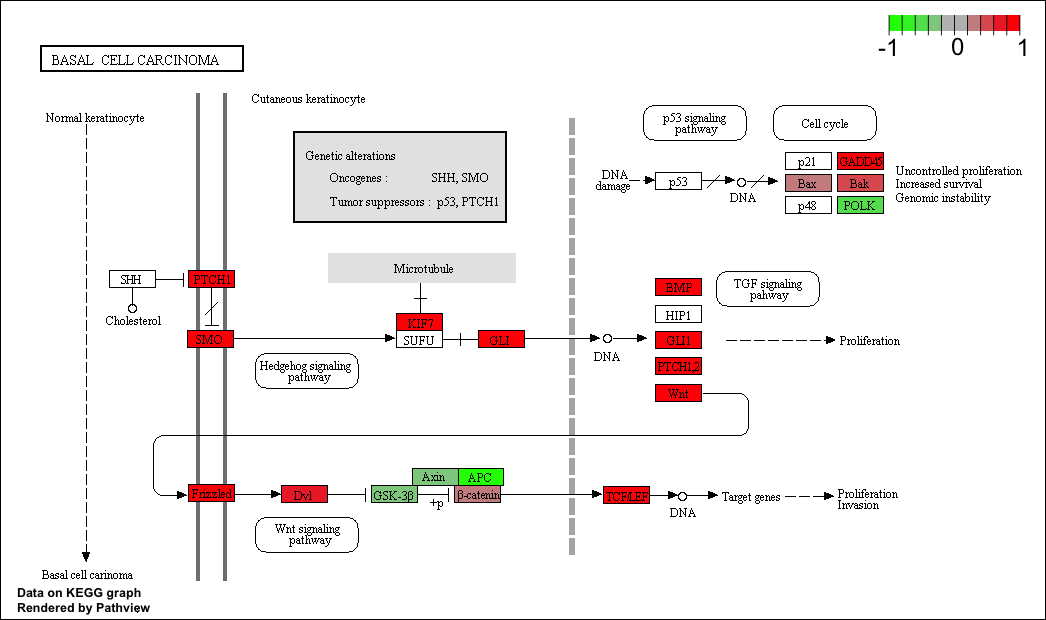 -1 0 1
BASAL CELL CARCINOMA
Normal keratinocyte
Cutaneous keratinocyte
Genetic alterations
Oncogenes : SHH, SMO
Tumor suppressors : p53, PTCH1
p53 signaling
pathway
Cell cycle
DNA
damage
p53
DNA
p21
GADD45
Bax
Bak
p48
POLK
Uncontrolled proliferation
Increased survival
Genomic instability
SHH
Cholesterol
PTCH1
SMO
Microtubule
KIF7
SUFU
GLI
Hedgehog signaling
pathway
DNA
BMP
HIP1
GLI1
PTCH1,2
Wnt
TGF signaling
pahway
Proliferation
Frizzled
Dvl
GSK-3β
Axin
APC
β-catenin
+p
Wnt signaling
pathway
TCF/LEF
DNA
Target genes
Proliferation
Invasion
Basal cell carinoma
Data on KEGG graph
Rendered by Pathview